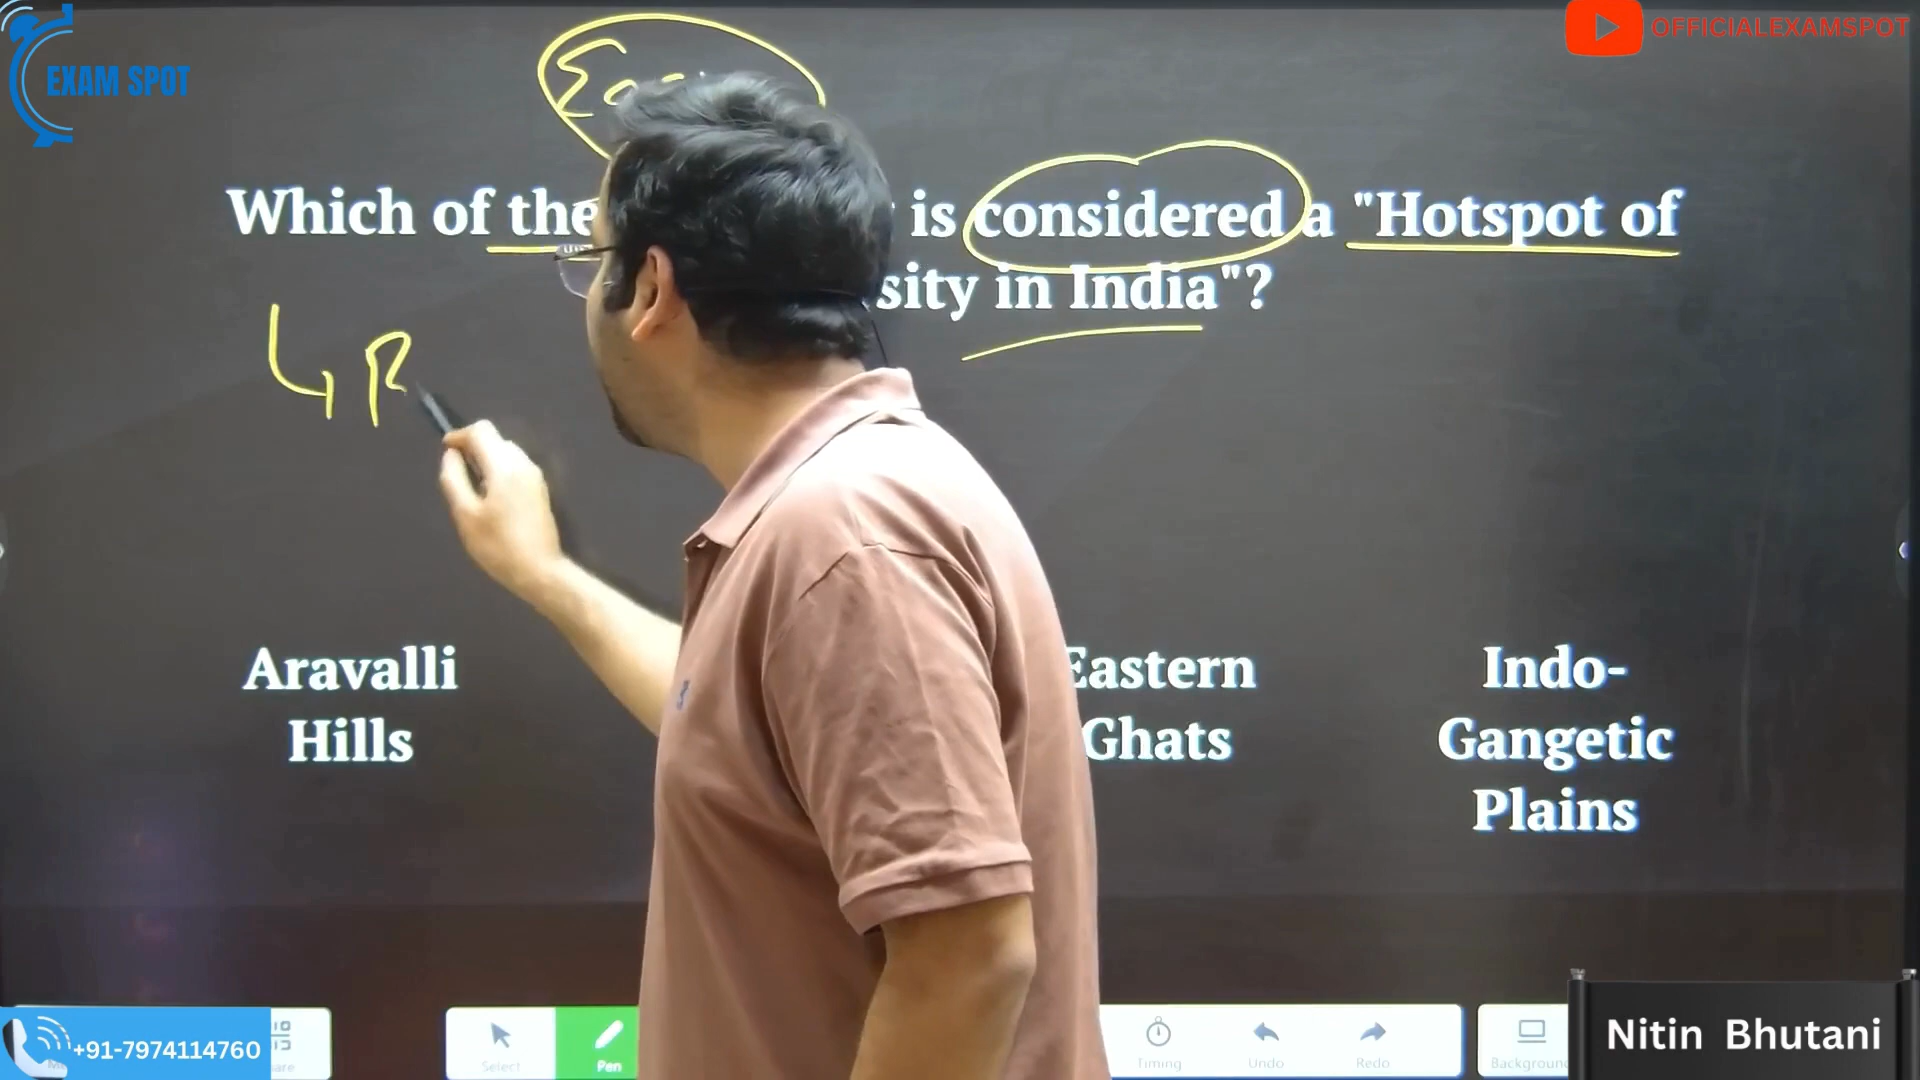 EXAM SPOT
OFFICIALEXAMSPOT
Which of the is considered a "Hotspot of
sity in India"?
Aravalli
Hills
Eastern
Ghats
Indo-
Gangetic
Plains
+91-7974114760
Select
Pen
Timing
Undo
Redo
Background
Nitin Bhutani